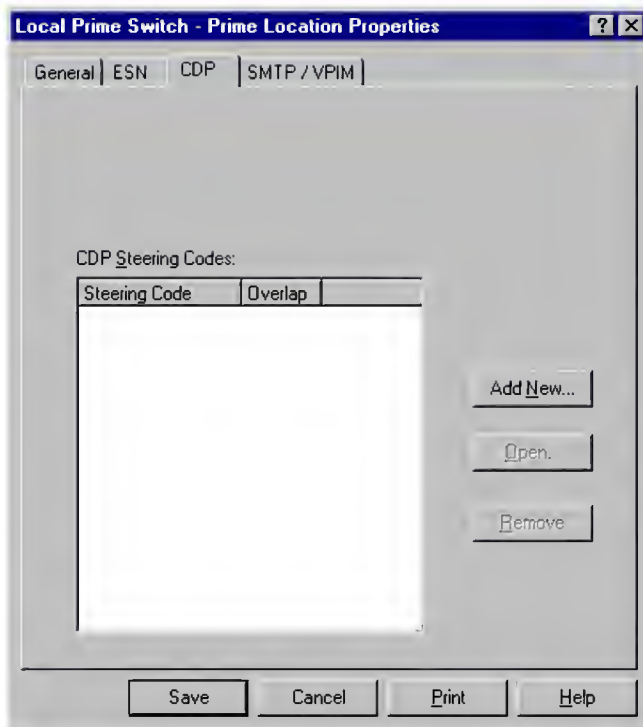 Local Prime Switch - Prime Location Properties
General ESN CDP SMTP / VPIM
CDP Steering Codes:
Steering Code Overlap
Add New...
Open.
Remove
Save Cancel Print Help